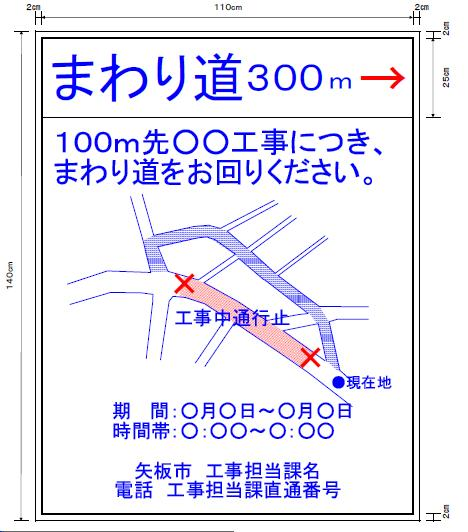 2cm 110cm 2cm
2cm
25cm
140cm
2cm
まわり道300m→
100m先〇〇工事につき、
まわり道をお回りください。
工事中通行止
●現在地
期　間：〇月〇日～〇月〇日
時間帯：〇：〇〇～〇：〇〇
矢板市　工事担当課名
電話　工事担当課直通番号